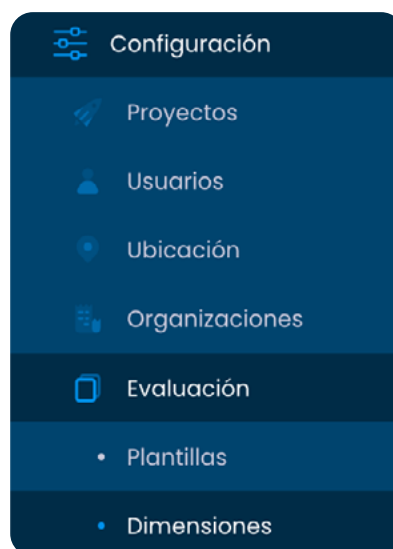 Configuración
Proyectos
Usuarios
Ubicación
Organizaciones
Evaluación
Plantillas
Dimensiones